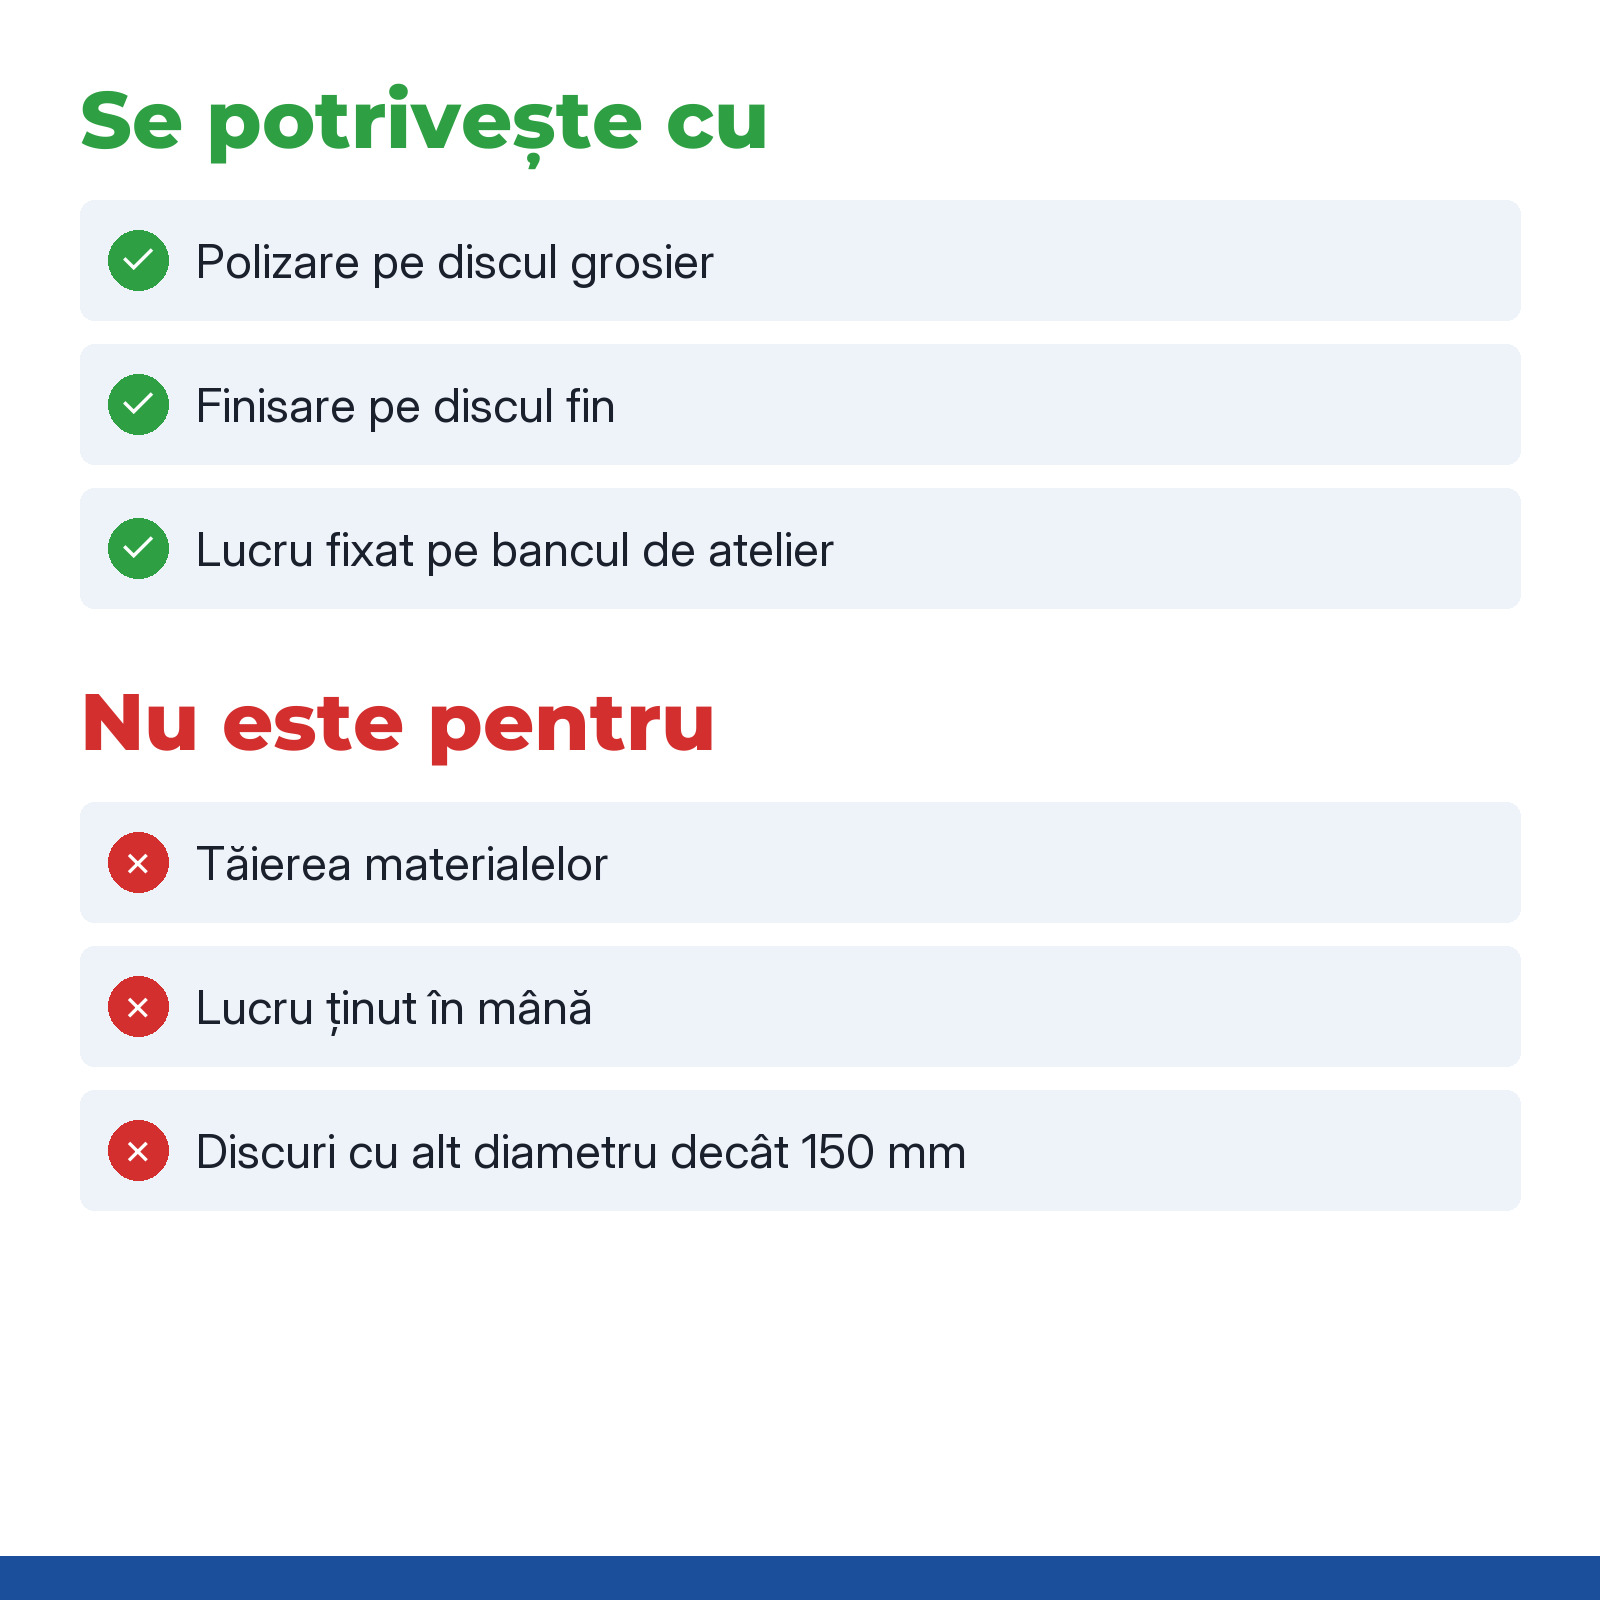 Se potrivește cu
Polizare pe discul grosier
Finisare pe discul fin
Lucru fixat pe bancul de atelier
Nu este pentru
Tăierea materialelor
Lucru ținut în mână
Discuri cu alt diametru decât 150 mm